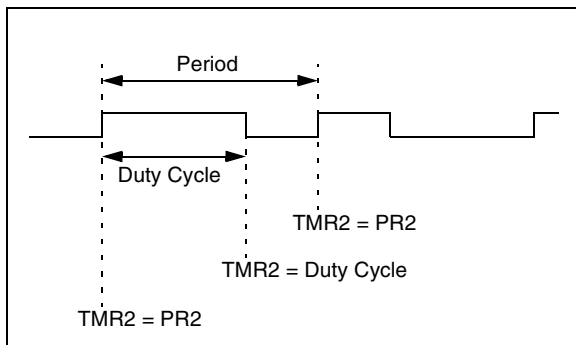 Period
Duty Cycle
TMR2 = PR2
TMR2 = Duty Cycle
TMR2 = PR2